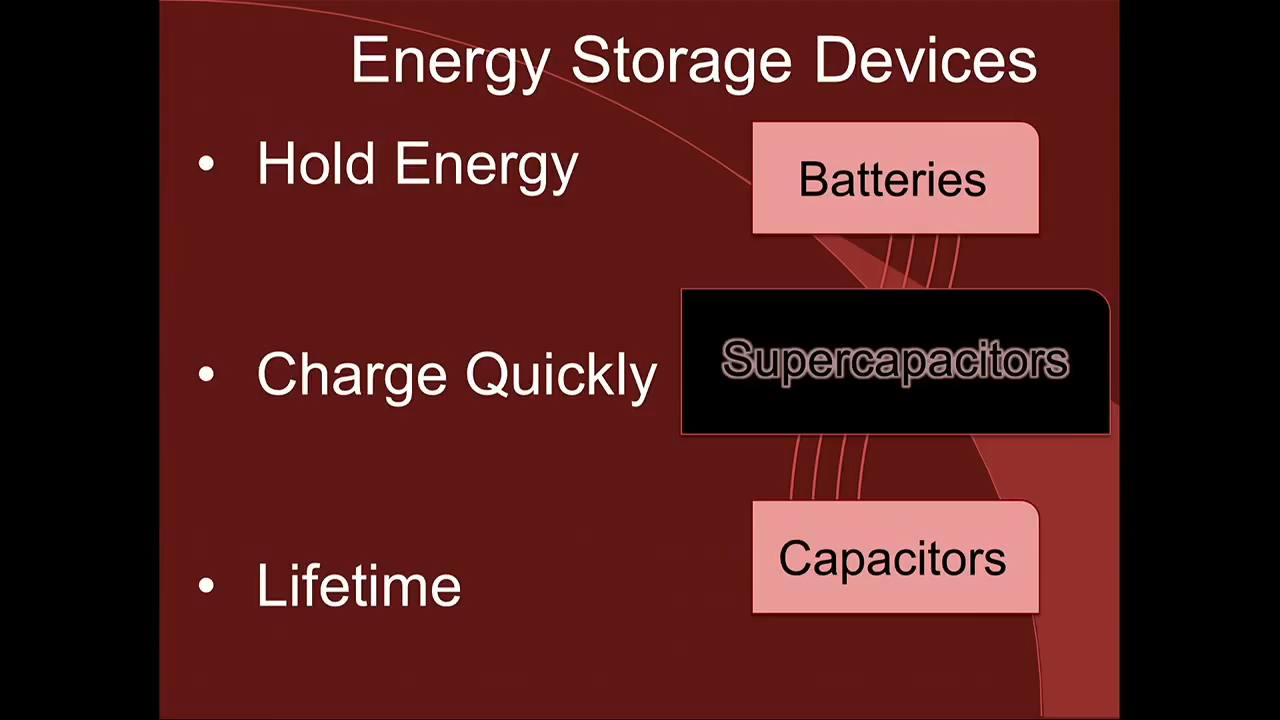 Energy Storage Devices
• Hold Energy
Batteries
• Charge Quickly
Supercapacitors
• Lifetime
Capacitors